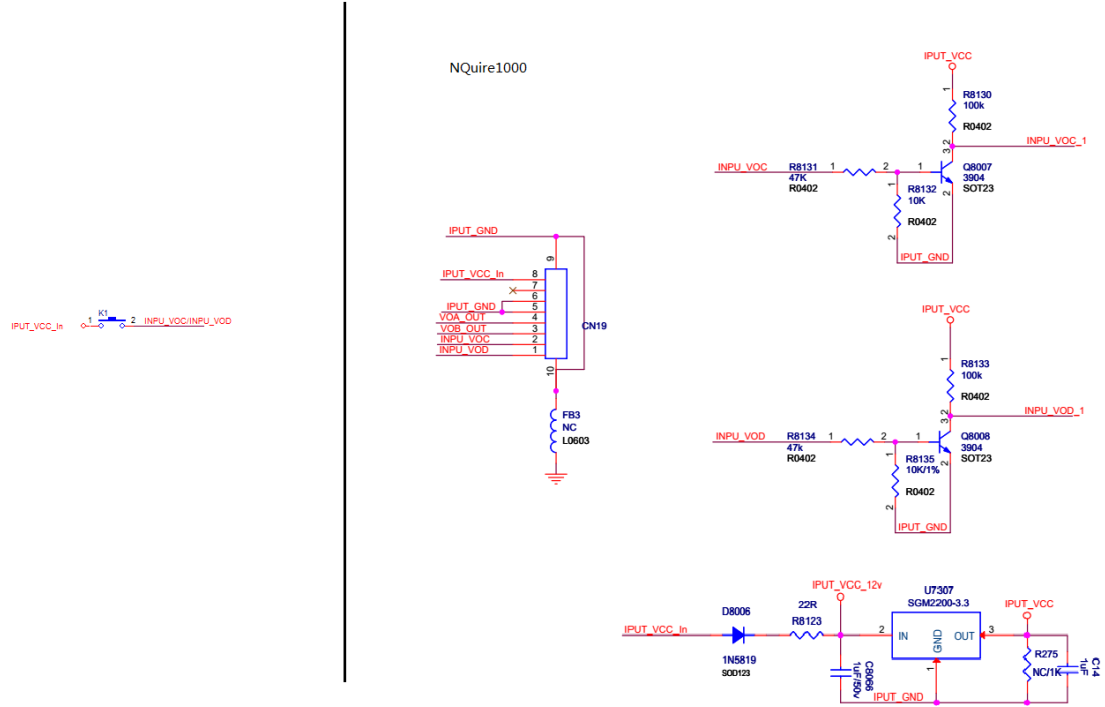 NQuire1000
IPUT_VCC_In
1
K1
2
INPU_VOC/INPU_VOD
IPUT_GND
9
IPUT_VCC_In
8
7
6
IPUT_GND
5
VOA_OUT
4
VOB_OUT
3
INPU_VOC
2
INPU_VOD
1
CN19
10
FB3
NC
L0603
IPUT_VCC
1
R8130
100k
R0402
2
3
INPU_VOC_1
INPU_VOC
R8131
47K
R0402
1
2
1
Q8007
3904
SOT23
1
R8132
10K
R0402
2
2
IPUT_GND
IPUT_VCC
1
R8133
100k
R0402
2
3
INPU_VOD_1
INPU_VOD
R8134
47k
R0402
1
2
1
Q8008
3904
SOT23
1
R8135
10K/1%
R0402
2
2
IPUT_GND
IPUT_VCC_In
D8006
1N5819
SOD123
22R
R8123
IPUT_VCC_12v
C8066
1uF/50v
U7307
SGM2200-3.3
2
IN
GND
OUT
3
1
IPUT_GND
IPUT_VCC
R275
NC/1K
C14
1uF